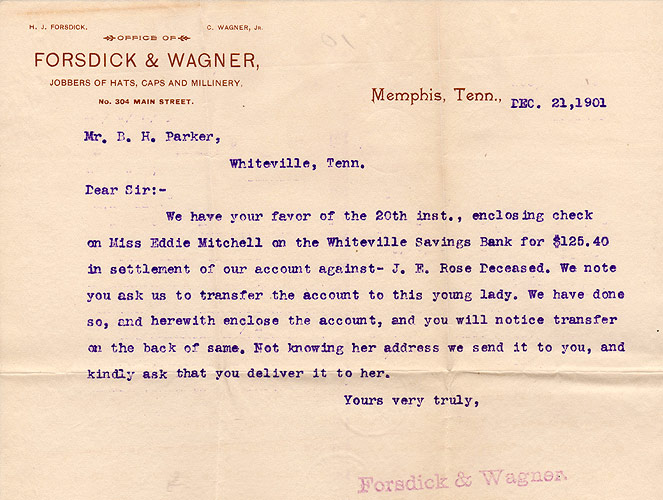 H. J. FORSDICK. C. WAGNER, JR.
OFFICE OF
FORSDICK & WAGNER,
JOBBERS OF HATS, CAPS AND MILLINERY.
No. 304 MAIN STREET.
Memphis, Tenn., DEC. 21,1901
Mr. B. H. Parker,
Whiteville, Tenn.
Dear Sir:-
We have your favor of the 20th inst., enclosing check
on Miss Eddie Mitchell on the Whiteville Savings Bank for $125.40
in settlement of our account against- J. E. Rose Deceased. We note
you ask us to transfer the account to this young lady. We have done
so, and herewith enclose the account, and you will notice transfer
on the back of same. Not knowing her address we send it to you, and
kindly ask that you deliver it to her.
Yours very truly,
Forsdick & Wagner.